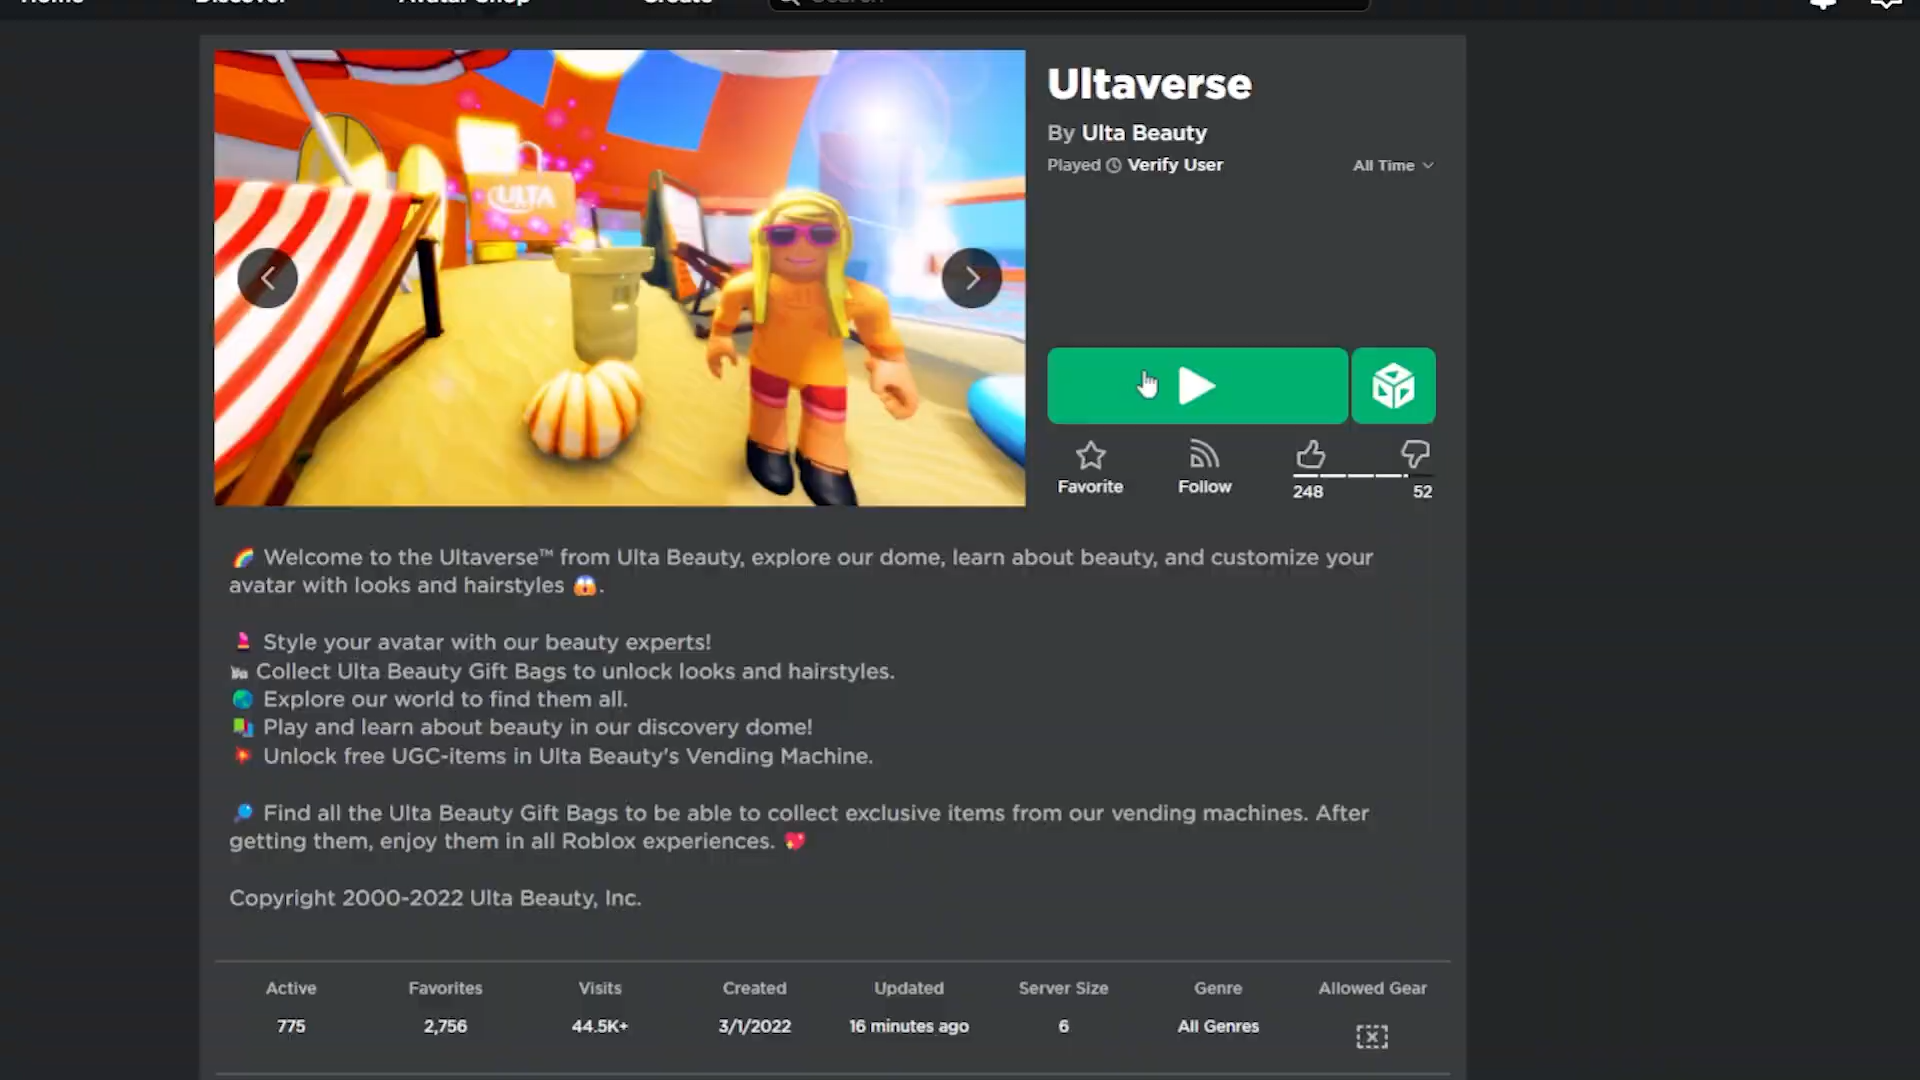 Home Discover Avatar Shop Create Search
Ultaverse
By Ulta Beauty
Played Verify User All Time
ULTA
Favorite Follow 248 52
Welcome to the Ultaverse™ from Ulta Beauty, explore our dome, learn about beauty, and customize your
avatar with looks and hairstyles 😱.
💄 Style your avatar with our beauty experts!
Collect Ulta Beauty Gift Bags to unlock looks and hairstyles.
Explore our world to find them all.
Play and learn about beauty in our discovery dome!
Unlock free UGC-items in Ulta Beauty's Vending Machine.
Find all the Ulta Beauty Gift Bags to be able to collect exclusive items from our vending machines. After
getting them, enjoy them in all Roblox experiences. 💖
Copyright 2000-2022 Ulta Beauty, Inc.
Active Favorites Visits Created Updated Server Size Genre Allowed Gear
775 2,756 44.5K+ 3/1/2022 16 minutes ago 6 All Genres